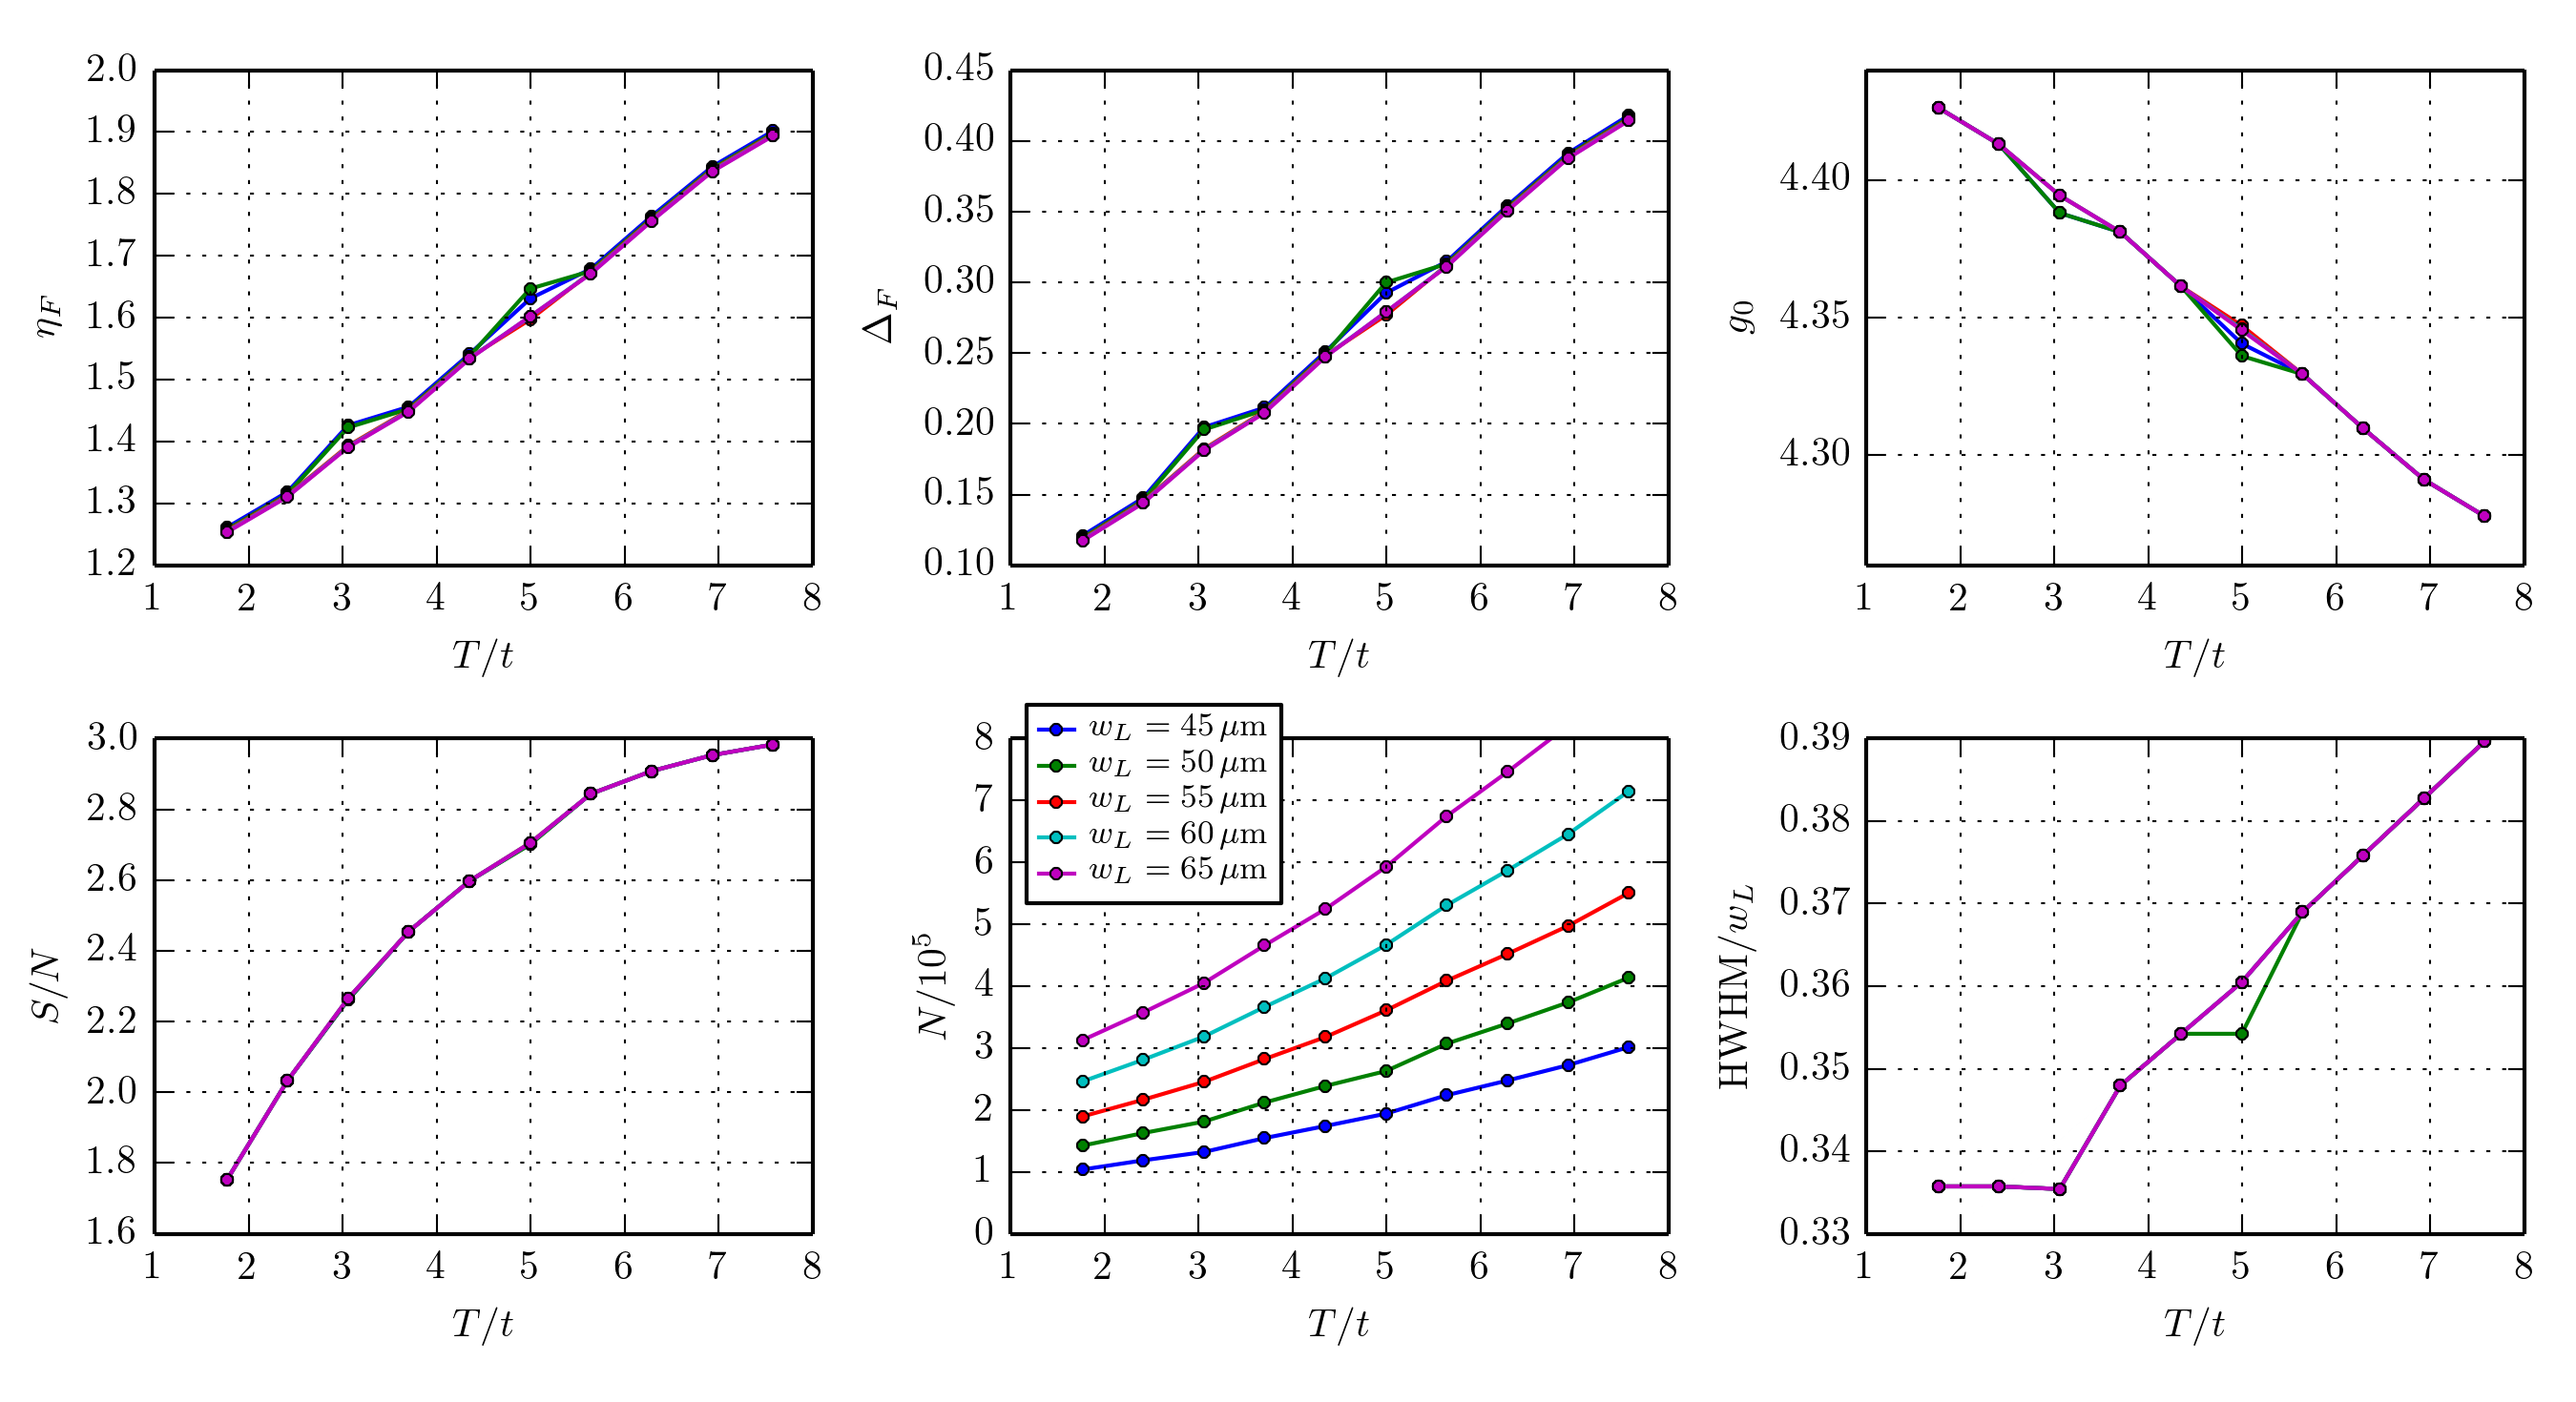 2.0
1.9
1.8
1.7
1.6
1.5
1.4
1.3
1.2
η_F
1 2 3 4 5 6 7 8
T/t
0.45
0.40
0.35
0.30
0.25
0.20
0.15
0.10
Δ_F
1 2 3 4 5 6 7 8
T/t
4.40
4.35
4.30
g_0
1 2 3 4 5 6 7 8
T/t
3.0
2.8
2.6
2.4
2.2
2.0
1.8
1.6
S/N
1 2 3 4 5 6 7 8
T/t
w_L = 45 μm
w_L = 50 μm
w_L = 55 μm
w_L = 60 μm
w_L = 65 μm
8
7
6
5
4
3
2
1
0
N/10^5
1 2 3 4 5 6 7 8
T/t
0.39
0.38
0.37
0.36
0.35
0.34
0.33
HWHM/w_L
1 2 3 4 5 6 7 8
T/t